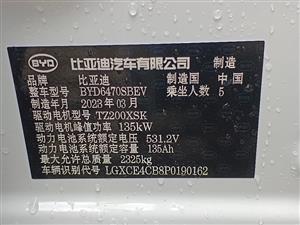 BYD 比亚迪汽车有限公司 制造
品牌 比亚迪 制造国 中国
整车型号 BYD6470SBEV 乘坐人数 5
制造年月 2023年03月
驱动电机型号 TZ200XSK
驱动电机峰值功率 135kW
动力电池系统额定电压 531.2V
动力电池系统额定容量 135Ah
最大允许总质量 2325kg
车辆识别代号 LGXCE4CB8P0190162